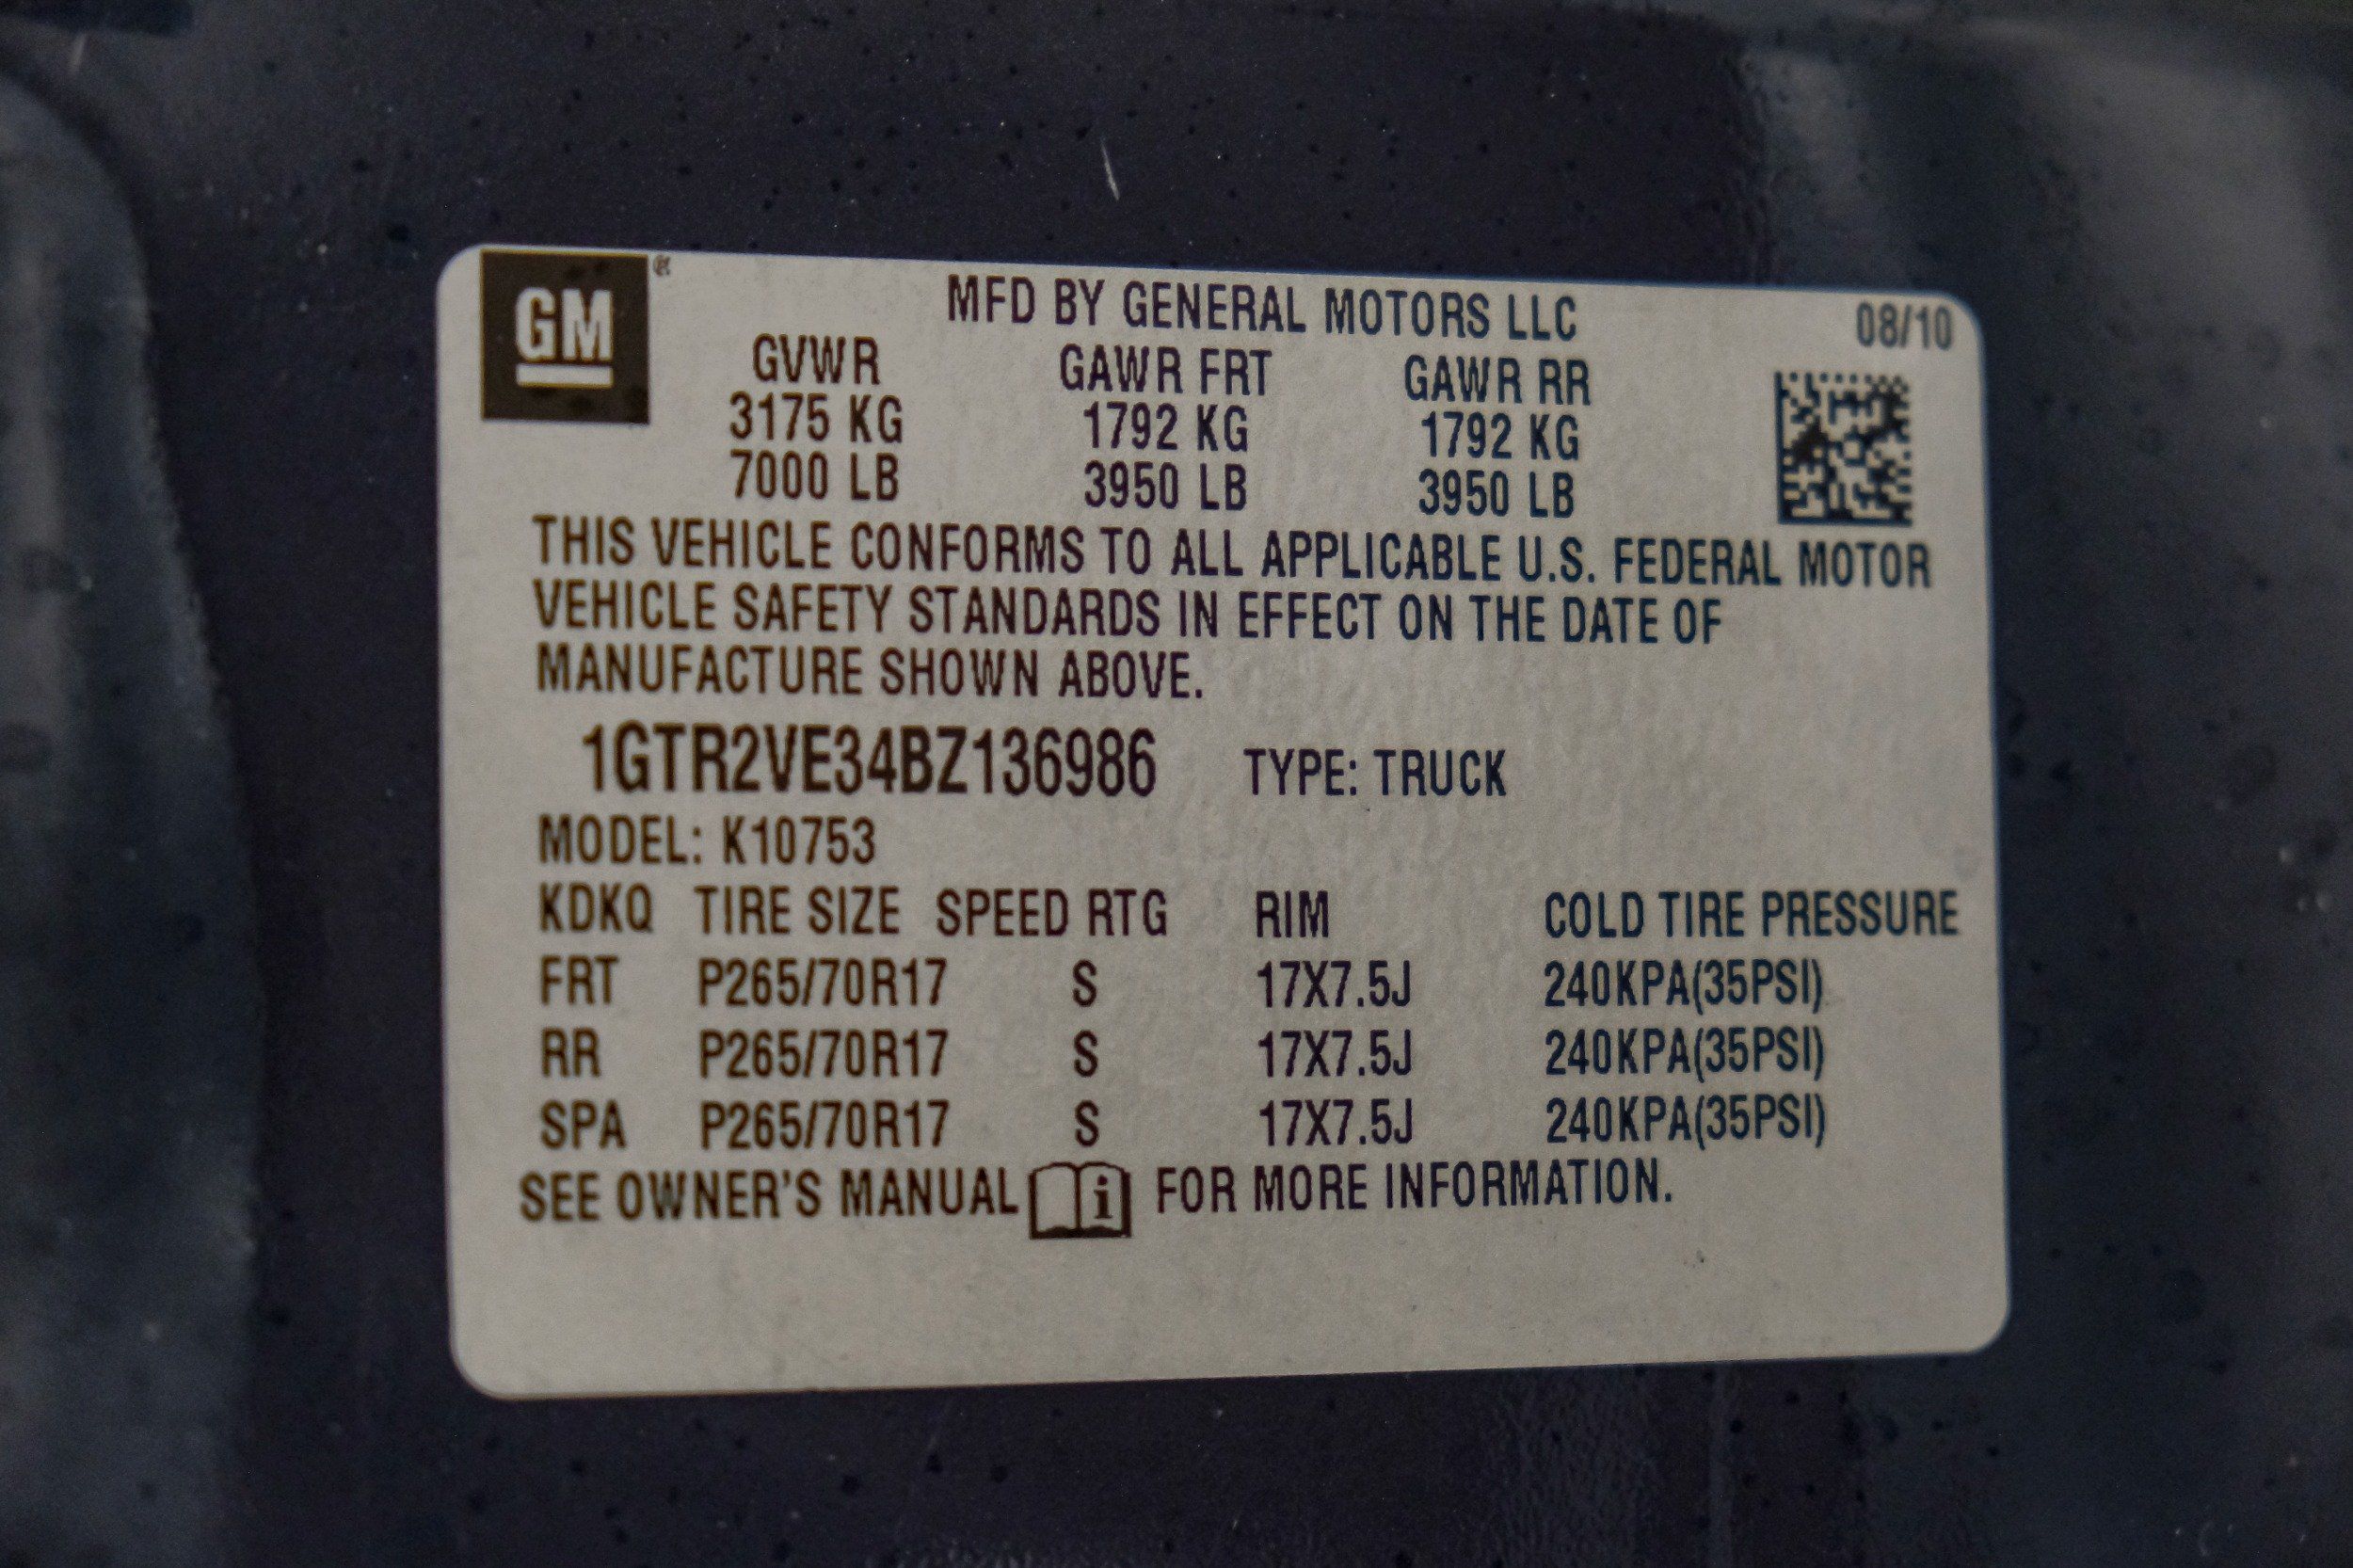 GM
MFD BY GENERAL MOTORS LLC 08/10
GVWR GAWR FRT GAWR RR
3175 KG 1792 KG 1792 KG
7000 LB 3950 LB 3950 LB
THIS VEHICLE CONFORMS TO ALL APPLICABLE U.S. FEDERAL MOTOR
VEHICLE SAFETY STANDARDS IN EFFECT ON THE DATE OF
MANUFACTURE SHOWN ABOVE.
1GTR2VE34BZ136986 TYPE: TRUCK
MODEL: K10753
KDKQ TIRE SIZE SPEED RTG RIM COLD TIRE PRESSURE
FRT P265/70R17 S 17X7.5J 240KPA(35PSI)
RR P265/70R17 S 17X7.5J 240KPA(35PSI)
SPA P265/70R17 S 17X7.5J 240KPA(35PSI)
SEE OWNER'S MANUAL i FOR MORE INFORMATION.